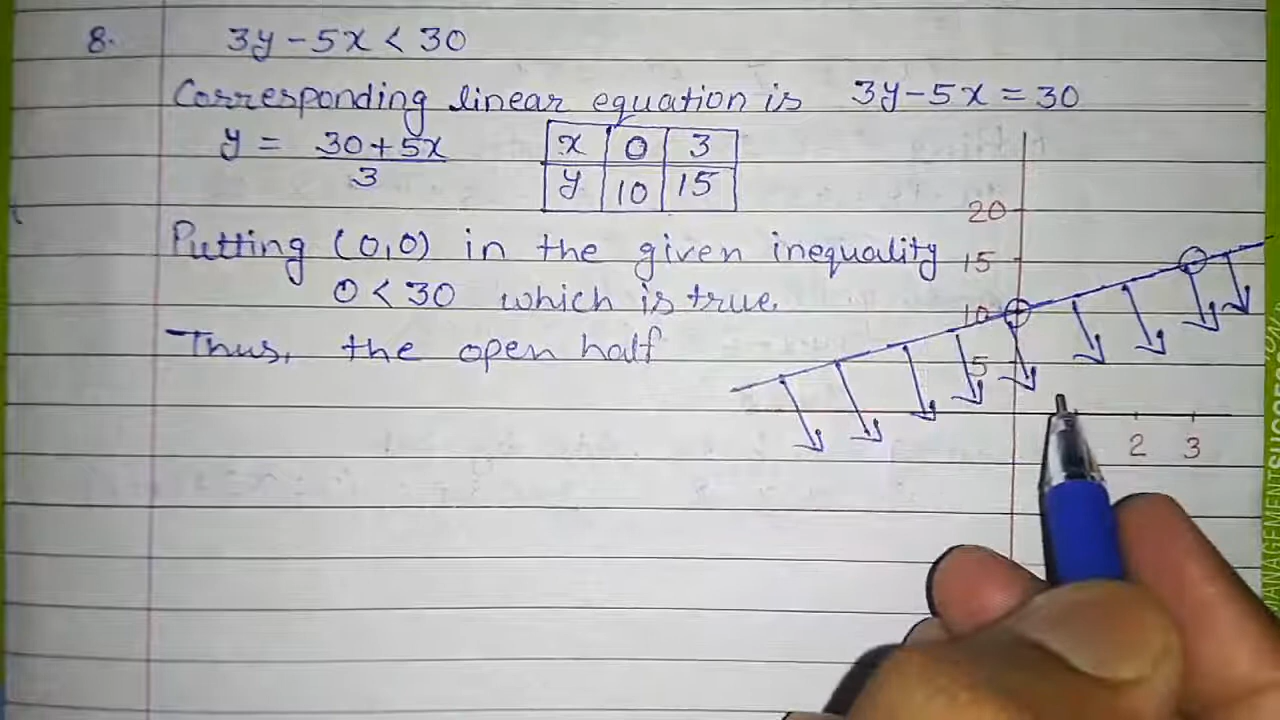 8. 3y - 5x < 30
Corresponding linear equation is 3y - 5x = 30
y = 30 + 5x
3
x 0 3
y 10 15
Putting (0,0) in the given inequality
0 < 30 which is true.
Thus, the open half
20
15
10
5
2 3